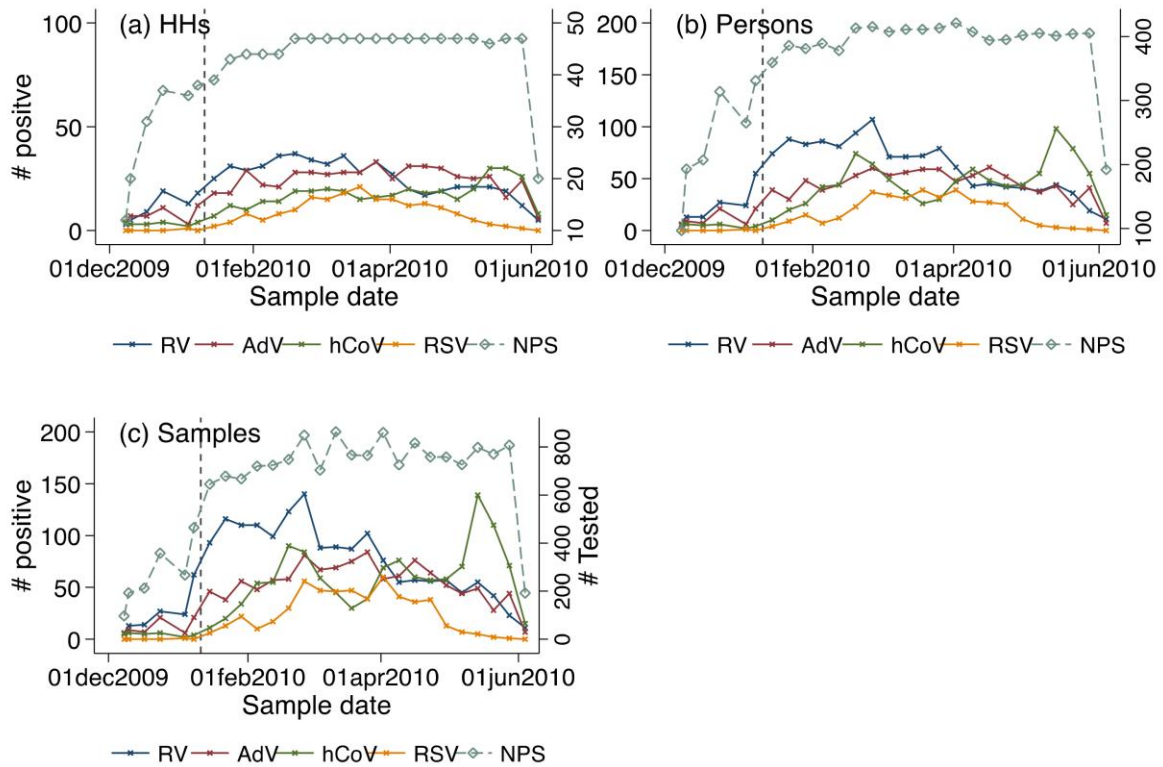 (a) HHs
100
50
0
# positve
50
40
30
20
10
01dec2009 01feb2010 01apr2010 01jun2010
Sample date
RV AdV hCoV RSV NPS
(b) Persons
200
150
100
50
0
400
300
200
100
01dec2009 01feb2010 01apr2010 01jun2010
Sample date
RV AdV hCoV RSV NPS
(c) Samples
200
150
100
50
0
# positive
800
600
400
200
0
# Tested
01dec2009 01feb2010 01apr2010 01jun2010
Sample date
RV AdV hCoV RSV NPS